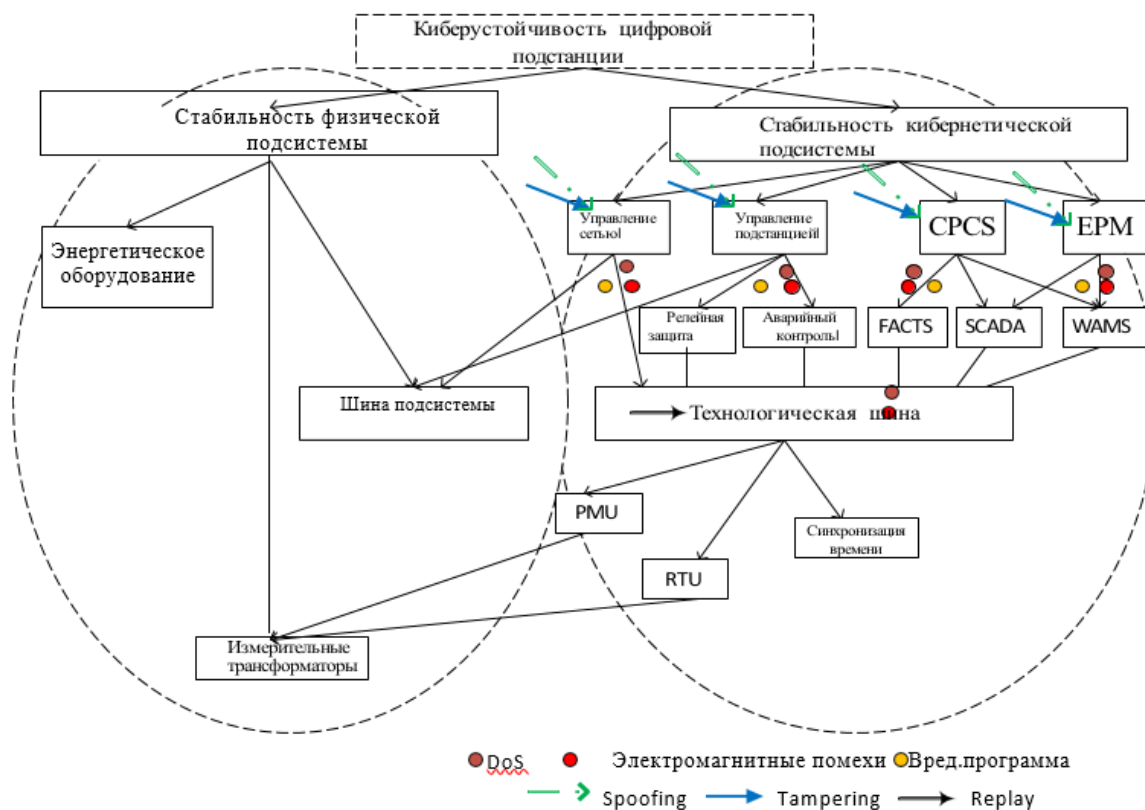 Киберустойчивость цифровой
подстанции
Стабильность физической
подсистемы
Стабильность кибернетической
подсистемы
Энергетическое
оборудование
Управление
сетью
Управление
подстанцией
CPCS
EPM
Релейная
защита
Аварийный
контроль
FACTS
SCADA
WAMS
Шина подсистемы
Технологическая шина
PMU
Синхронизация
времени
RTU
Измерительные
трансформаторы
DoS
Электромагнитные помехи
Вред.программа
Spoofing
Tampering
Replay